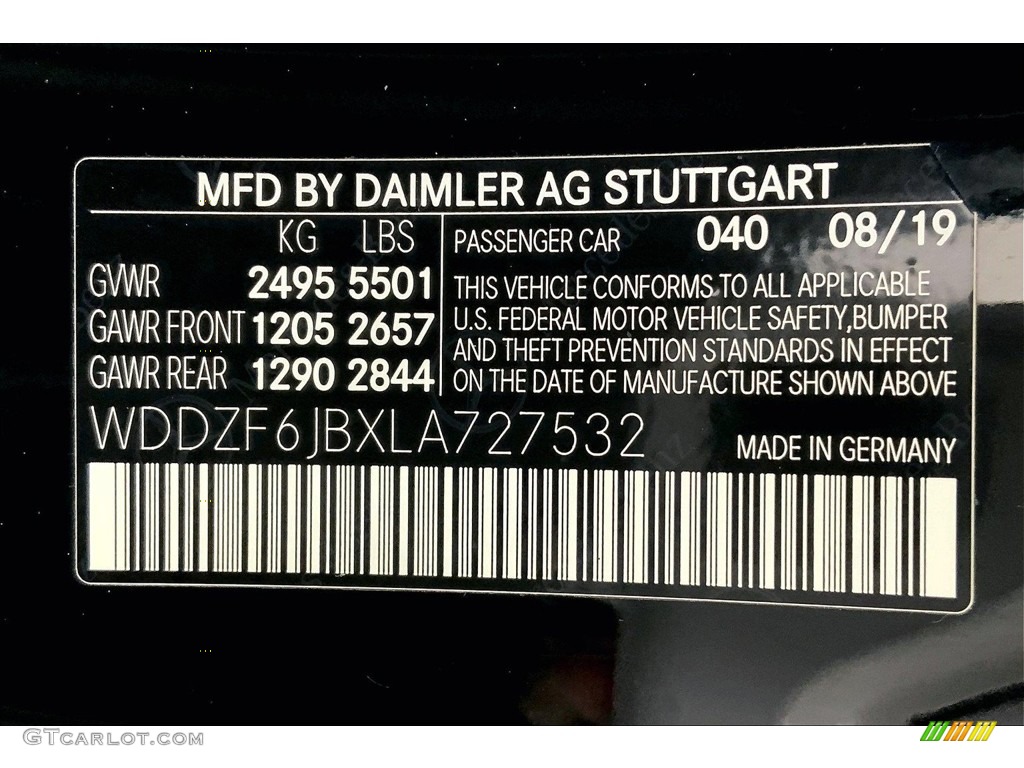 MFD BY DAIMLER AG STUTTGART
KG LBS
GVWR 2495 5501
GAWR FRONT 1205 2657
GAWR REAR 1290 2844
PASSENGER CAR 040 08/19
THIS VEHICLE CONFORMS TO ALL APPLICABLE
U.S. FEDERAL MOTOR VEHICLE SAFETY,BUMPER
AND THEFT PREVENTION STANDARDS IN EFFECT
ON THE DATE OF MANUFACTURE SHOWN ABOVE
WDDZF6JBXLA727532
MADE IN GERMANY
GTCARLOT.COM